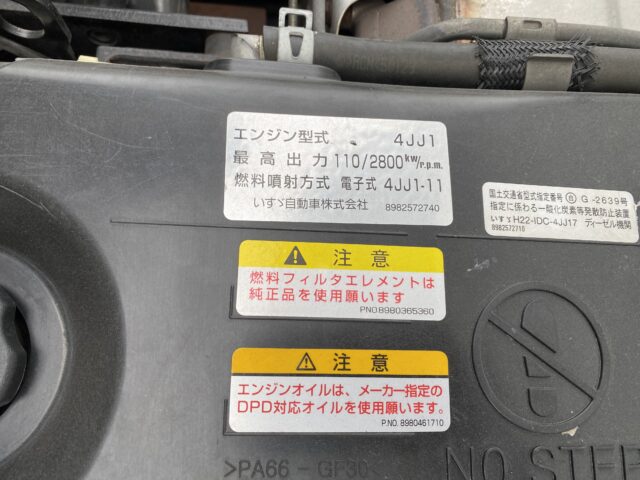 エンジン型式 4JJ1
最高出力 110/2800kw/r.p.m.
燃料噴射方式 電子式 4JJ1-11
いすゞ自動車株式会社 8982572740
国土交通省型式指定番号 G-2639号
指定に係わる一酸化炭素等発散防止装置
いすゞH22-IDC-4JJ17 ディーゼル機関
8982572710
注意
燃料フィルタエレメントは
純正品を使用願います
PNO.8980365360
注意
エンジンオイルは、メーカー指定の
DPD対応オイルを使用願います。
P.NO. 8980461710
>PA66-GF30
NO STEP